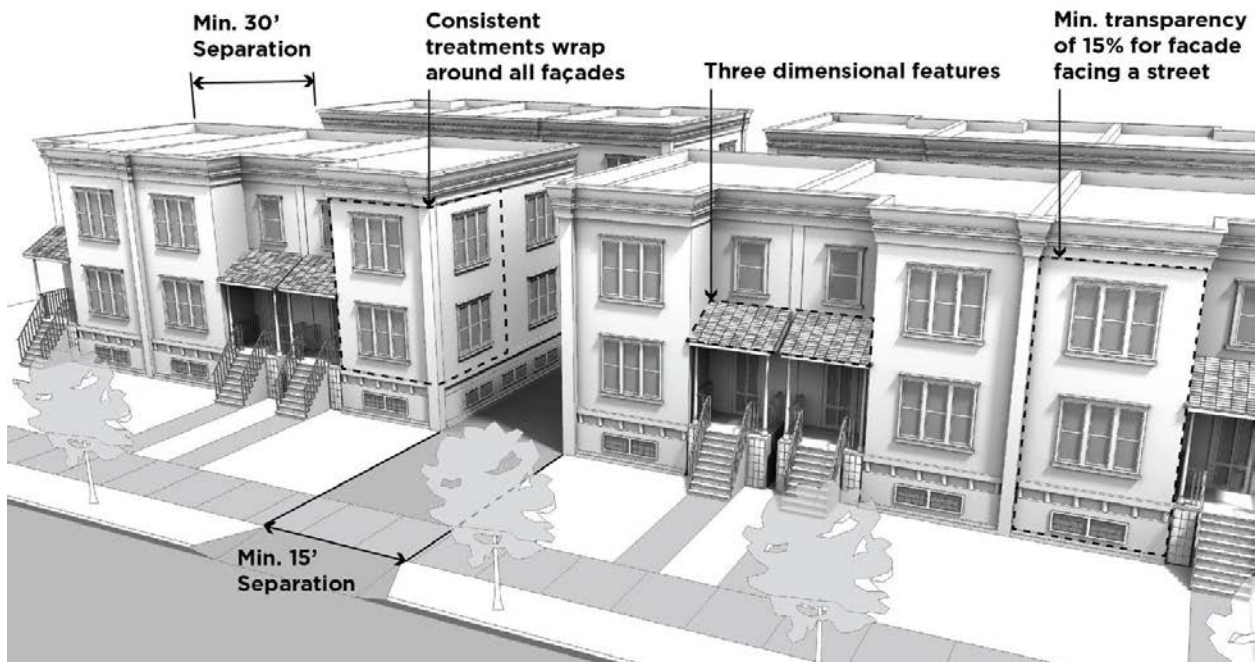 Min. 30’
Separation
Consistent
treatments wrap
around all façades
Three dimensional features
Min. transparency
of 15% for facade
facing a street
Min. 15’
Separation